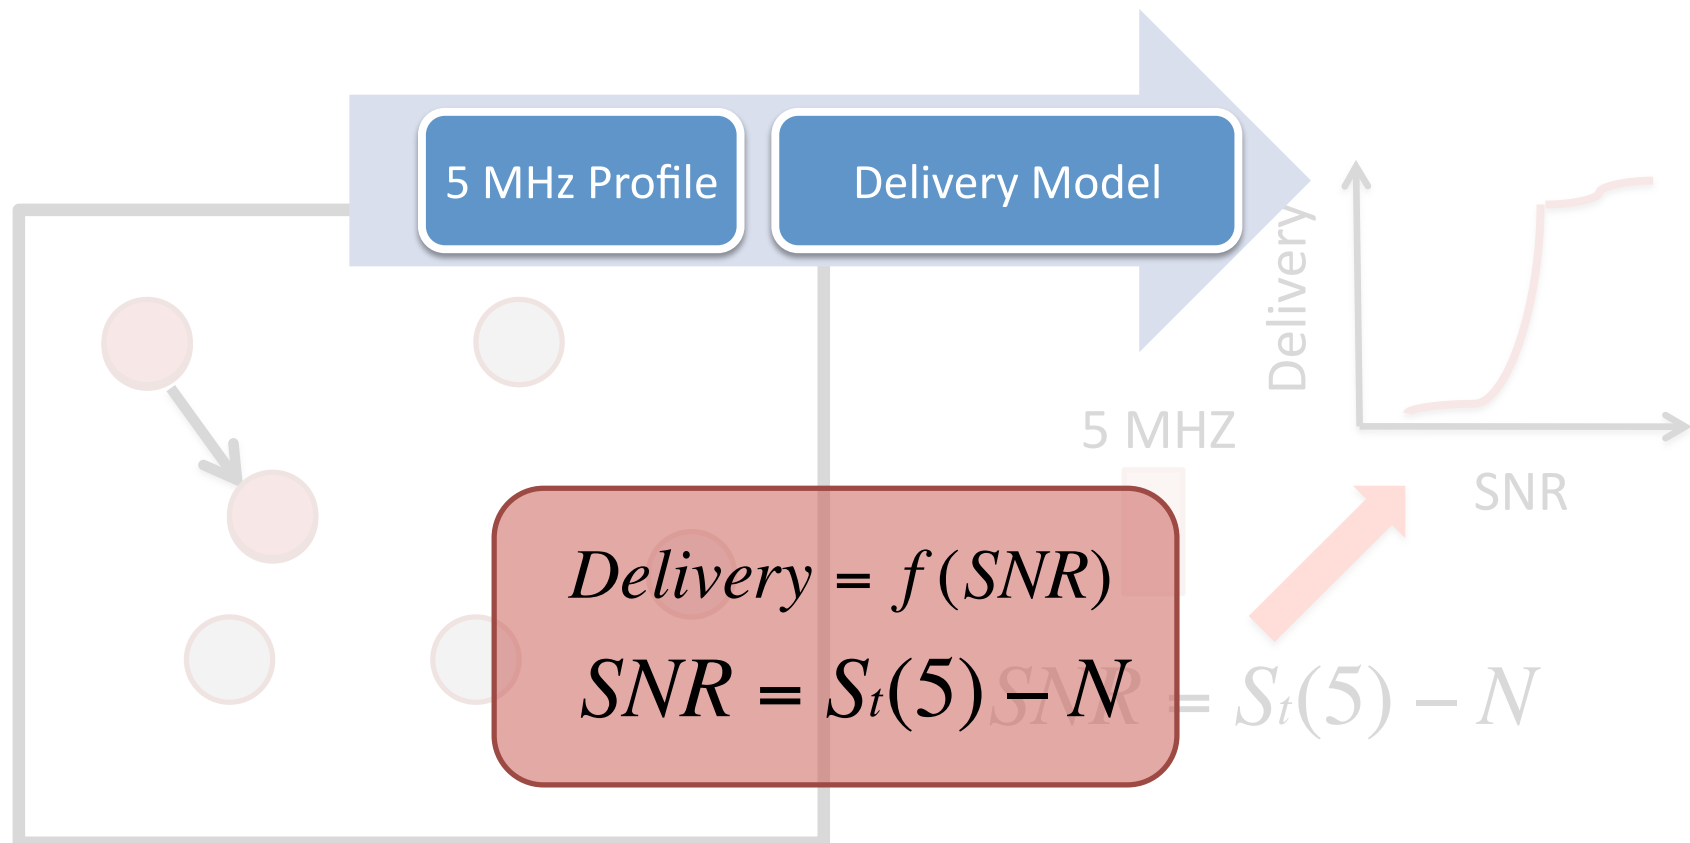 5 MHz Profile
Delivery Model
Delivery
5 MHZ
SNR
Delivery = f(SNR)
SNR = Sₜ(5) − N
SNR = Sₜ(5) − N